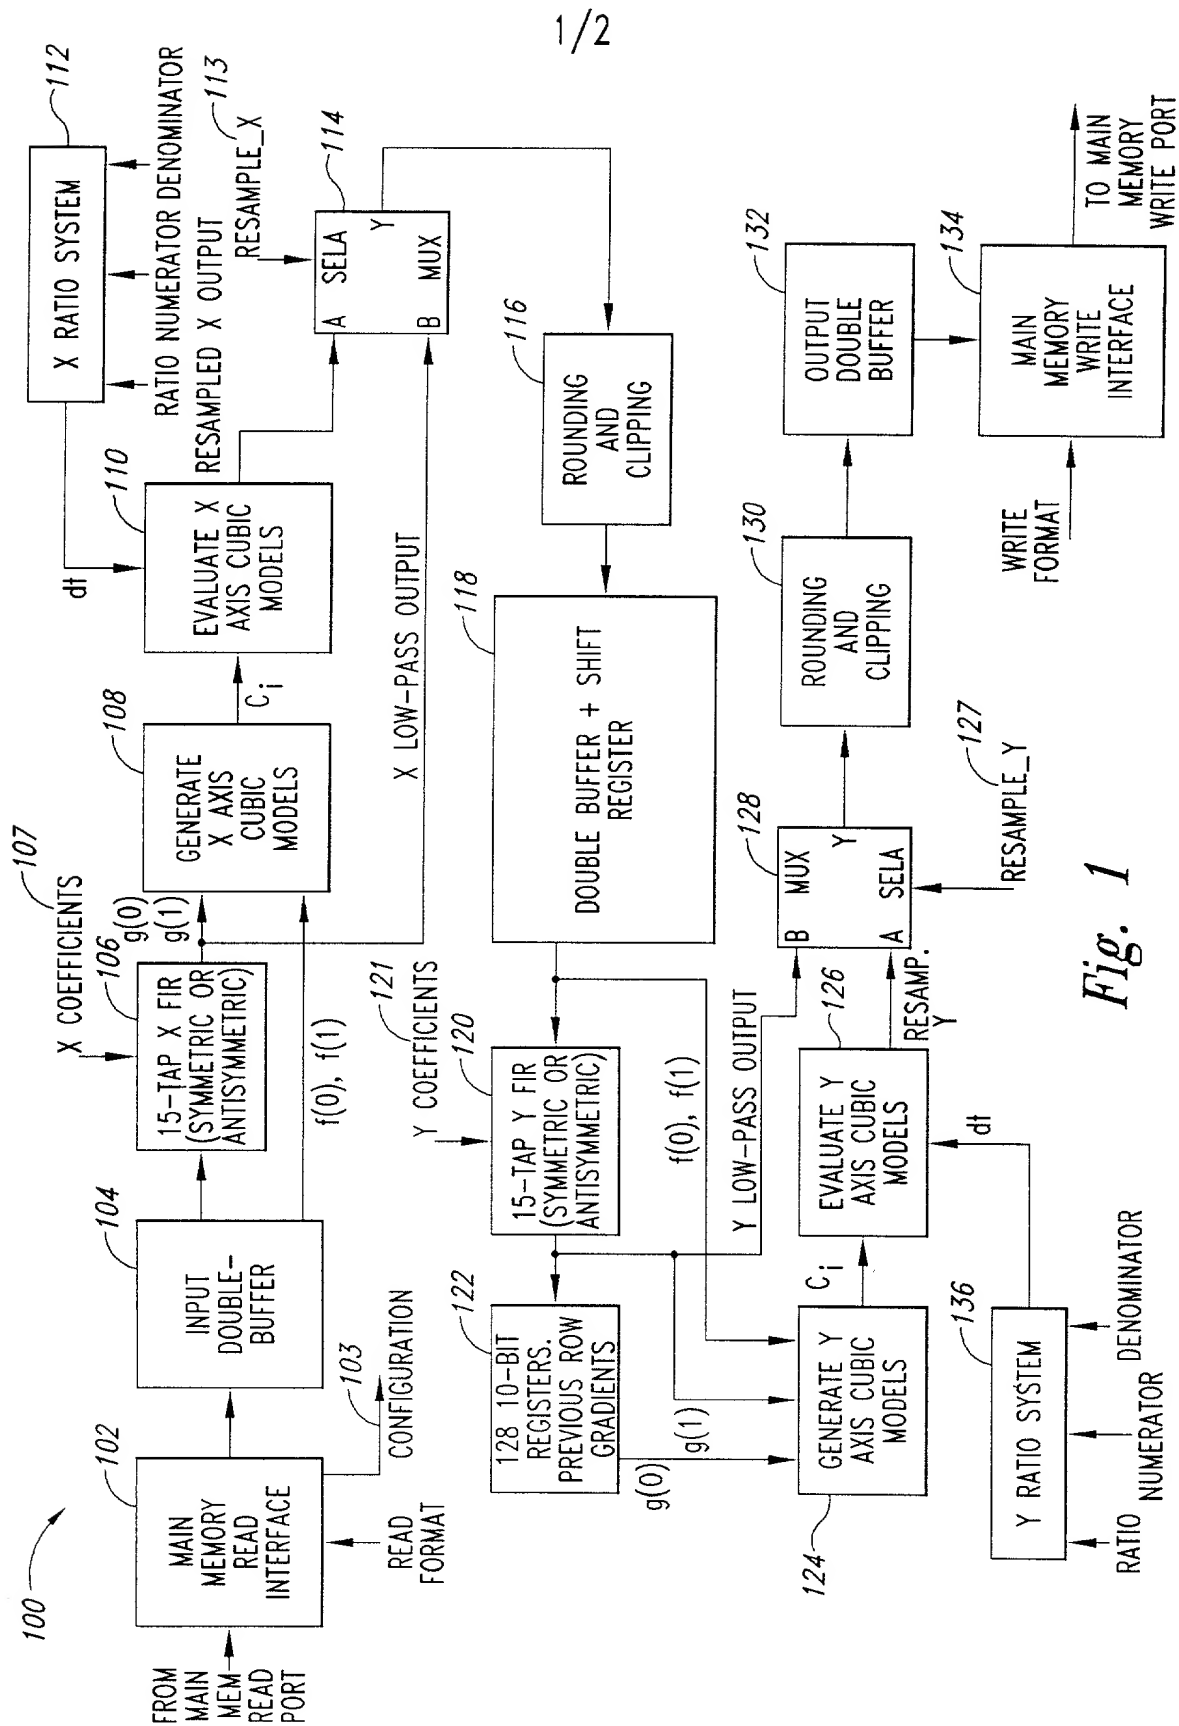 1/2
100
FROM
MAIN
MEM
READ
PORT
102
MAIN
MEMORY
READ
INTERFACE
READ
FORMAT
103
CONFIGURATION
104
INPUT
DOUBLE-
BUFFER
f(0), f(1)
107
X COEFFICIENTS
106
15-TAP X FIR
(SYMMETRIC OR
ANTISYMMETRIC)
g(0)
g(1)
108
GENERATE
X AXIS
CUBIC
MODELS
Ci
X LOW-PASS OUTPUT
110
EVALUATE X
AXIS CUBIC
MODELS
dt
112
X RATIO SYSTEM
RATIO NUMERATOR DENOMINATOR
RESAMPLED X OUTPUT
113
RESAMPLE_X
114
A SELA
Y
B MUX
116
ROUNDING
AND
CLIPPING
118
DOUBLE BUFFER + SHIFT
REGISTER
121
Y COEFFICIENTS
120
15-TAP Y FIR
(SYMMETRIC OR
ANTISYMMETRIC)
f(0), f(1)
Y LOW-PASS OUTPUT
122
128 10-BIT
REGISTERS.
PREVIOUS ROW
GRADIENTS
g(0)
g(1)
124
GENERATE Y
AXIS CUBIC
MODELS
Ci
126
EVALUATE Y
AXIS CUBIC
MODELS
dt
RESAMP.
Y
136
Y RATIO SYSTEM
RATIO
NUMERATOR
DENOMINATOR
128
B MUX
Y
A SELA
127
RESAMPLE_Y
130
ROUNDING
AND
CLIPPING
132
OUTPUT
DOUBLE
BUFFER
134
MAIN
MEMORY
WRITE
INTERFACE
WRITE
FORMAT
TO MAIN
MEMORY
WRITE PORT
Fig. 1